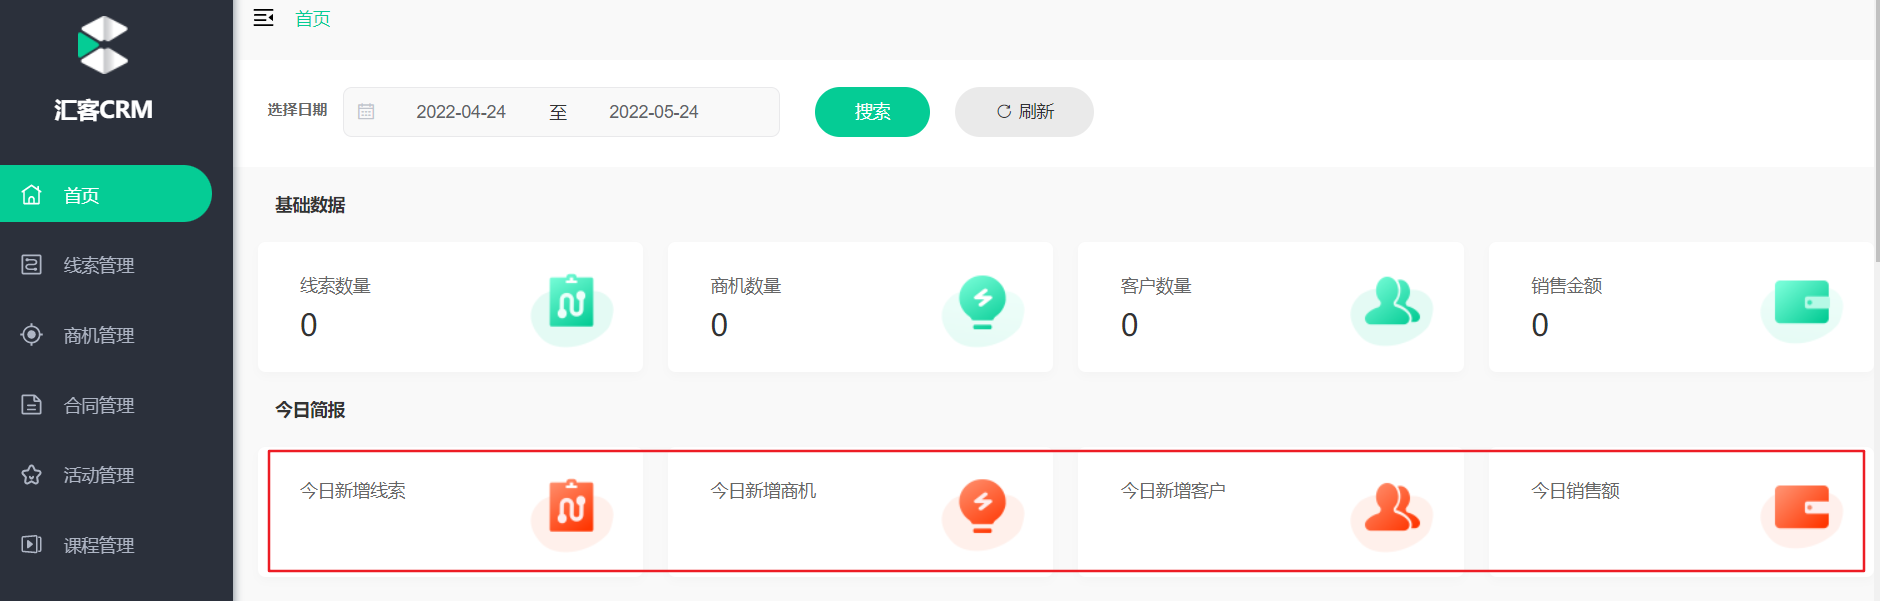 汇客CRM
首页
线索管理
商机管理
合同管理
活动管理
课程管理
首页
选择日期 2022-04-24 至 2022-05-24 搜索 刷新
基础数据
线索数量 商机数量 客户数量 销售金额
0 0 0 0
今日简报
今日新增线索 今日新增商机 今日新增客户 今日销售额